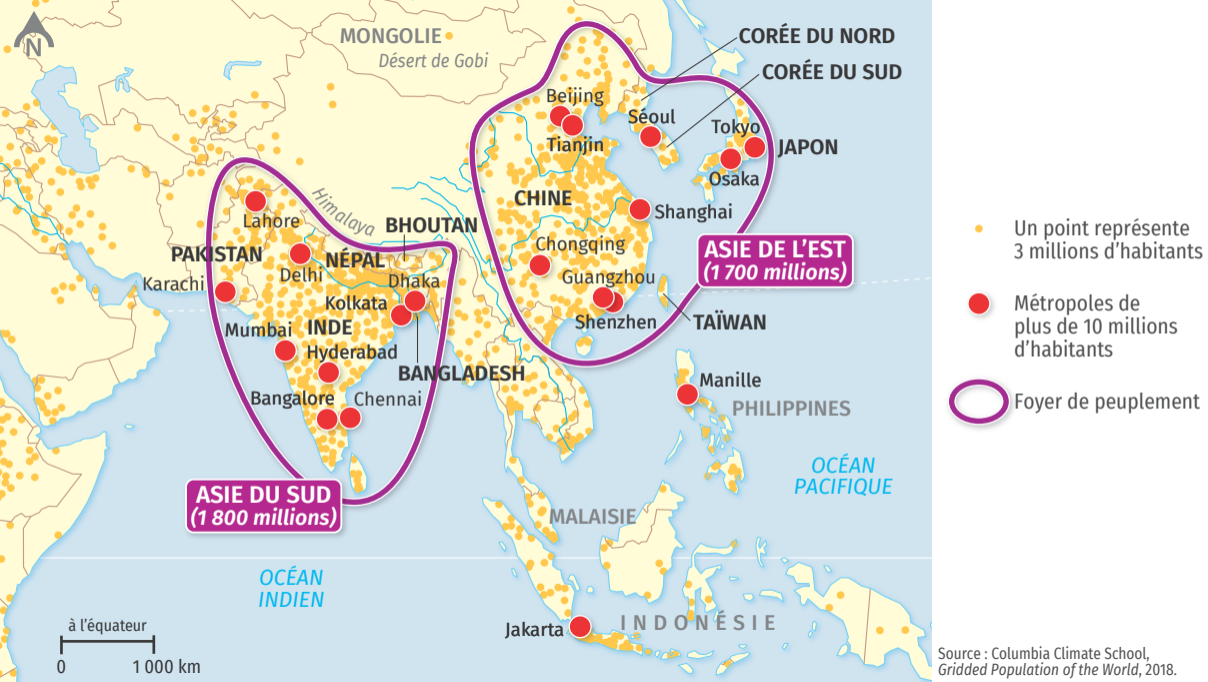 N
MONGOLIE
Désert de Gobi
CORÉE DU NORD
CORÉE DU SUD
Beijing
Tianjin
Séoul
Tokyo
JAPON
Osaka
CHINE
Shanghai
Chongqing
Guangzhou
Shenzhen
ASIE DE L'EST
(1 700 millions)
TAÏWAN
Himalaya
Lahore
BHOUTAN
PAKISTAN
NÉPAL
Delhi
Karachi
Dhaka
Kolkata
Mumbai
INDE
Hyderabad
BANGLADESH
Bangalore
Chennai
ASIE DU SUD
(1 800 millions)
Manille
PHILIPPINES
OCÉAN
PACIFIQUE
MALAISIE
OCÉAN
INDIEN
INDONÉSIE
Jakarta
à l'équateur
0 1 000 km
Un point représente
3 millions d'habitants
Métropoles de
plus de 10 millions
d'habitants
Foyer de peuplement
Source : Columbia Climate School,
Gridded Population of the World, 2018.